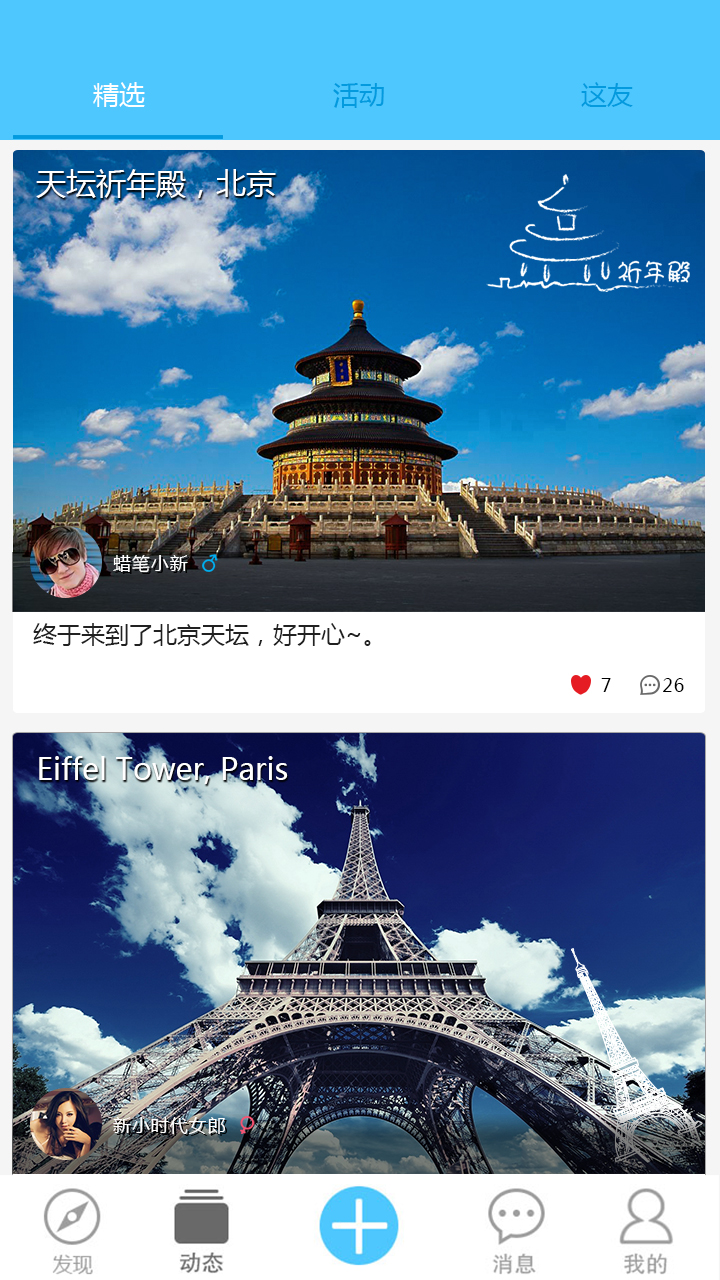 精选
活动
这友
天坛祈年殿，北京
祈年殿
蜡笔小新
终于来到了北京天坛，好开心~。
7
26
Eiffel Tower, Paris
新小时代女郎
发现
动态
消息
我的